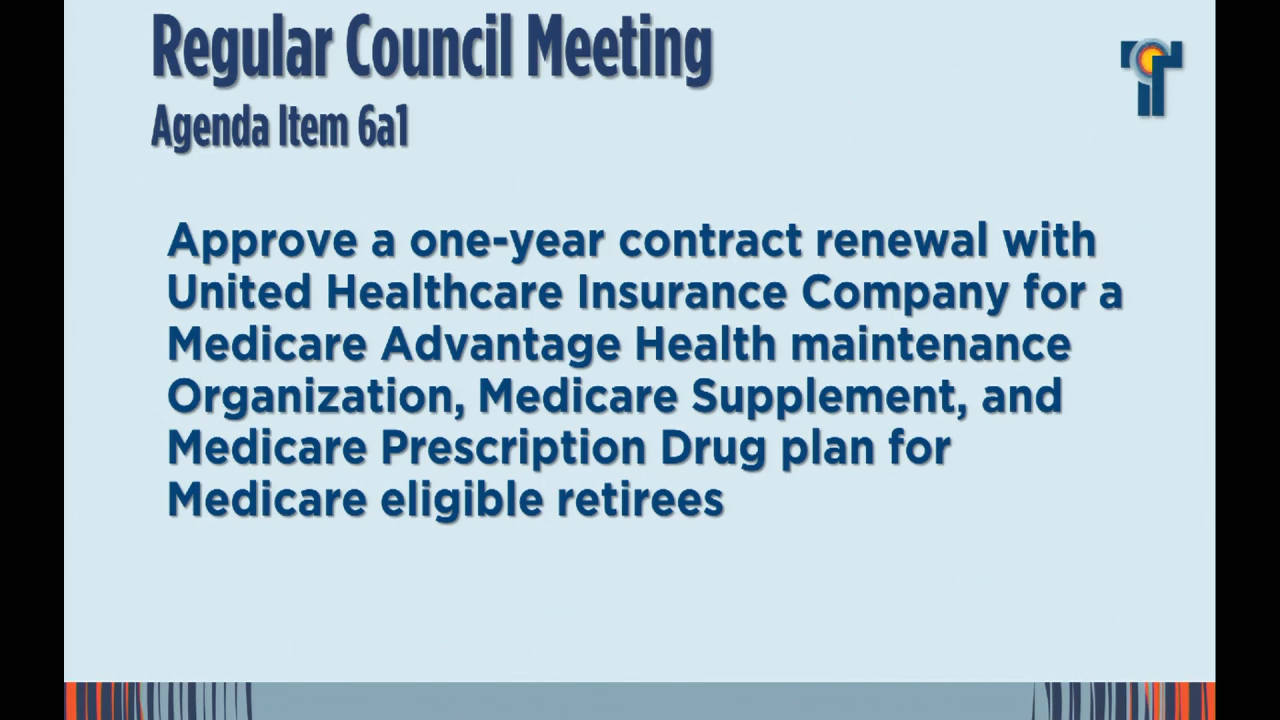 Regular Council Meeting
Agenda Item 6a1
Approve a one-year contract renewal with
United Healthcare Insurance Company for a
Medicare Advantage Health maintenance
Organization, Medicare Supplement, and
Medicare Prescription Drug plan for
Medicare eligible retirees